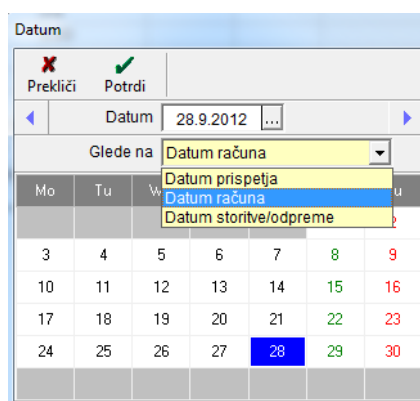 Datum
Prekliči Potrdi
Datum 28.9.2012 ...
Glede na Datum računa
Datum prispetja
Datum računa
Datum storitve/odpreme
Mo Tu
3 4 5 6 7 8 9
10 11 12 13 14 15 16
17 18 19 20 21 22 23
24 25 26 27 28 29 30